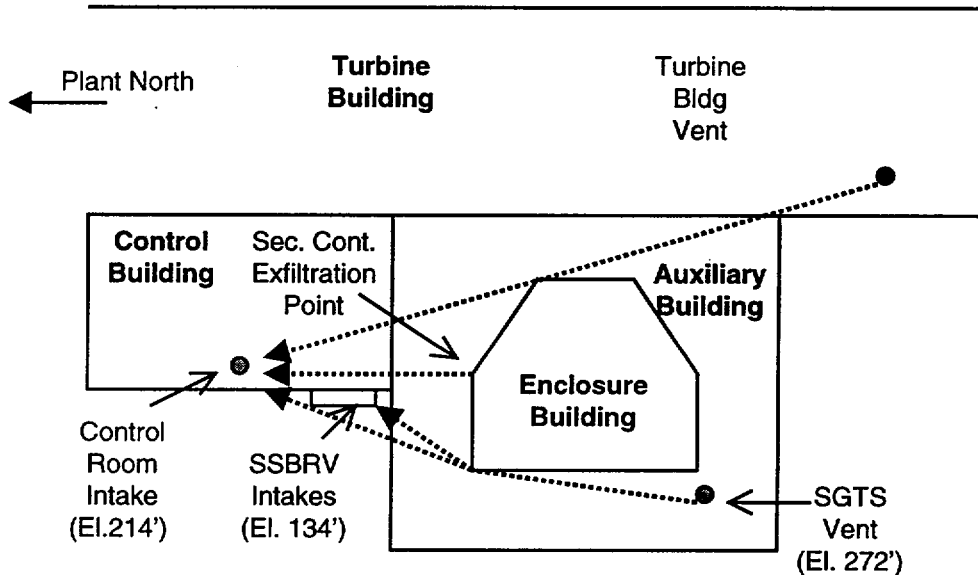 Plant North
Turbine
Building
Turbine
Bldg
Vent
Control
Building
Sec. Cont.
Exfiltration
Point
Auxiliary
Building
Enclosure
Building
Control
Room
Intake
(El.214')
SSBRV
Intakes
(El. 134')
SGTS
Vent
(El. 272')